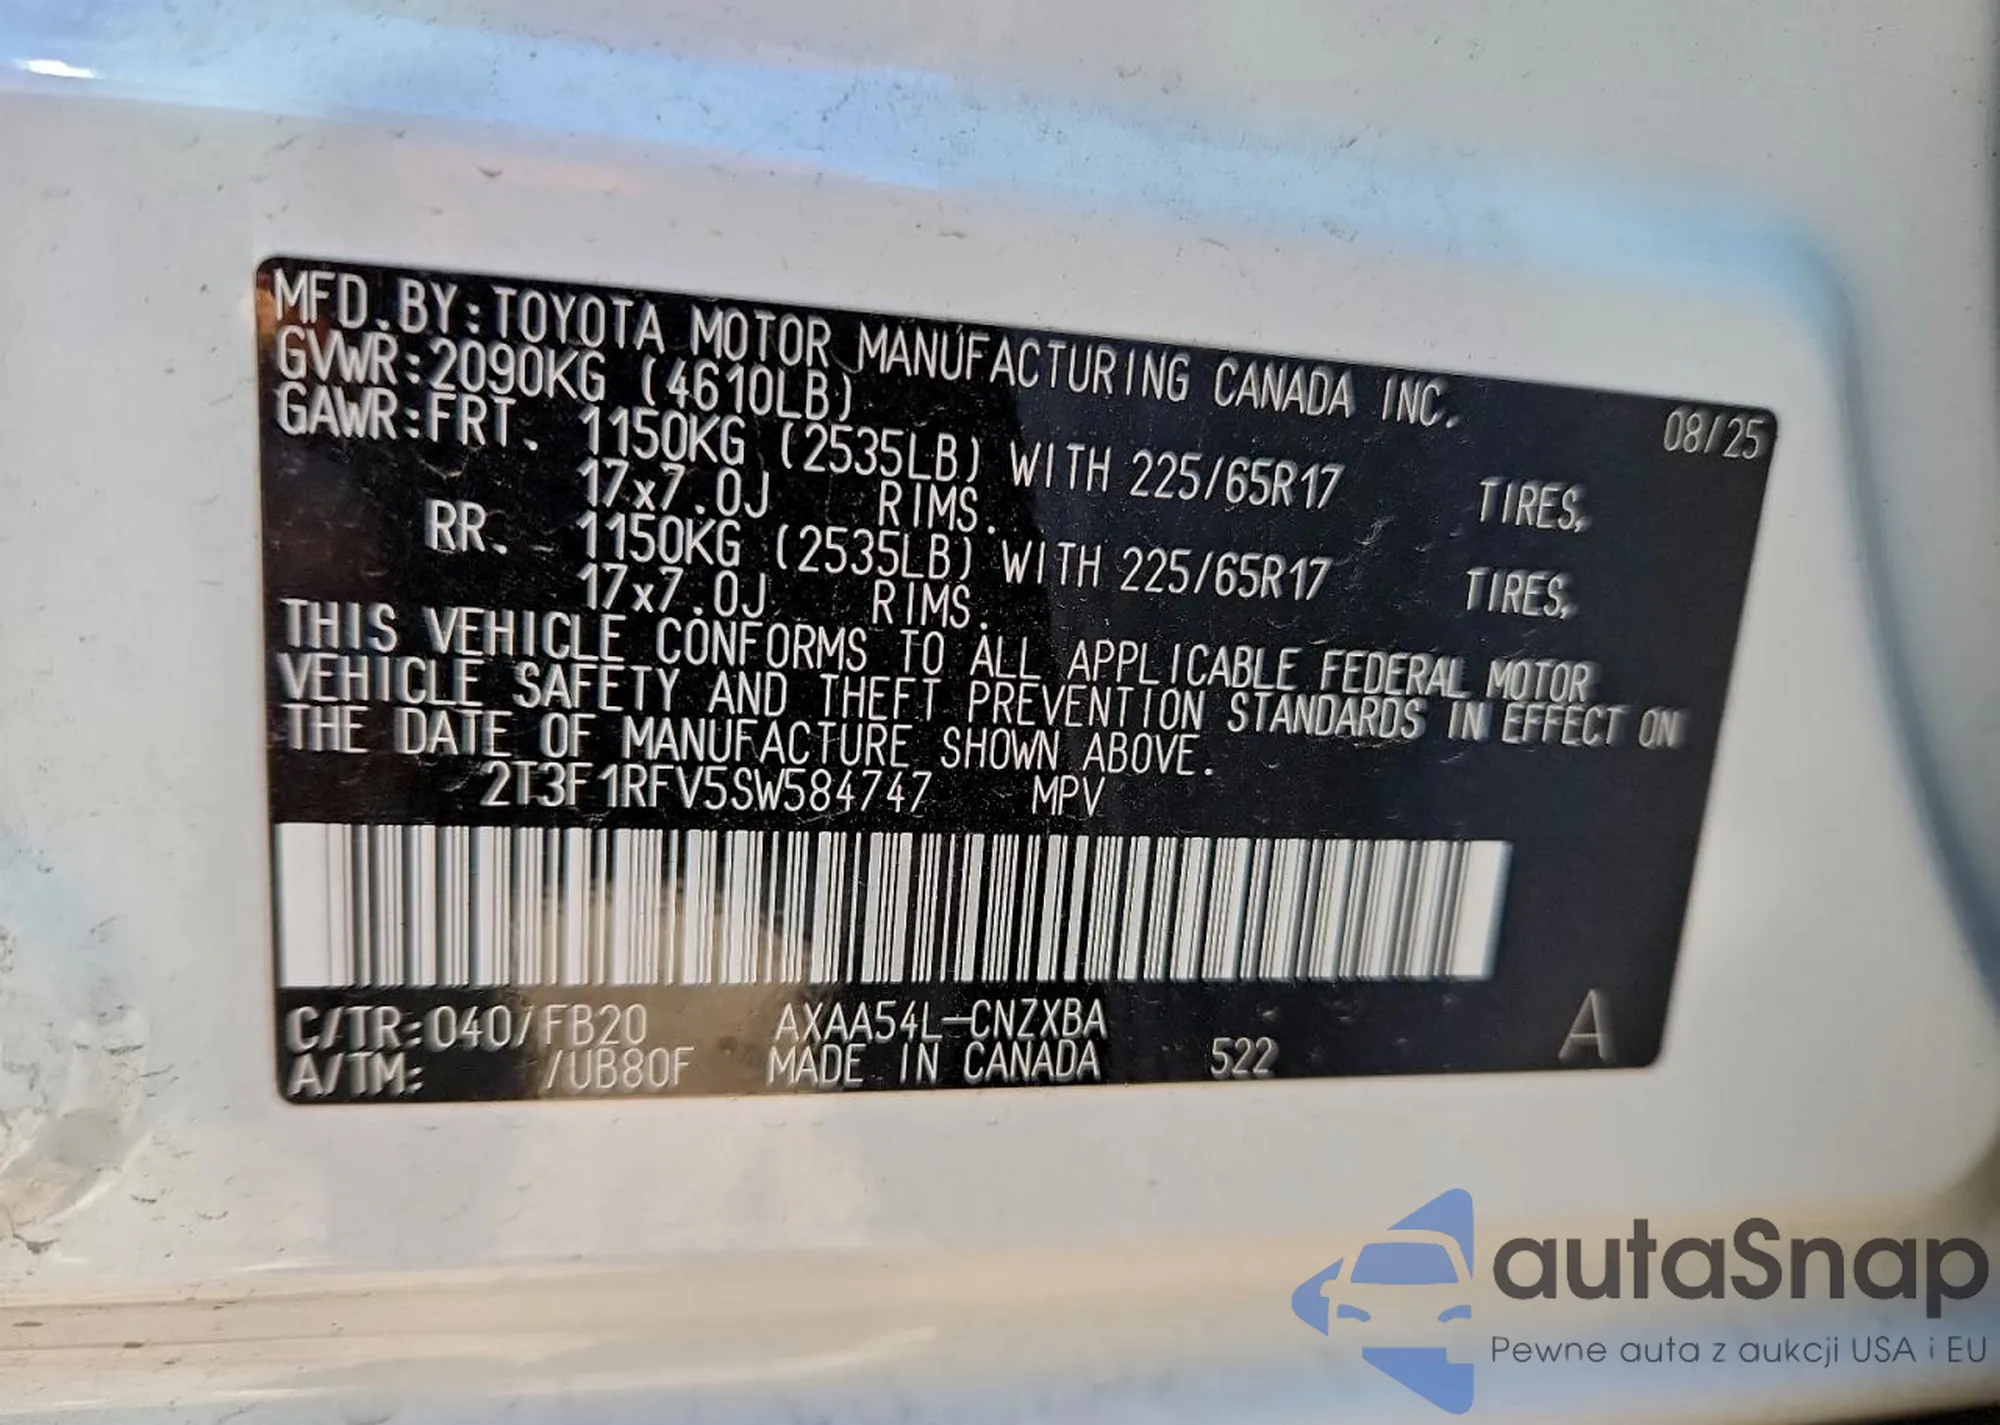 MFD.BY:TOYOTA MOTOR MANUFACTURING CANADA INC. 08/25
GVWR:2090KG (4610LB)
GAWR:FRT. 1150KG (2535LB) WITH 225/65R17 TIRES,
17x7.0J RIMS.
RR. 1150KG (2535LB) WITH 225/65R17 TIRES,
17x7.0J RIMS.
THIS VEHICLE CONFORMS TO ALL APPLICABLE FEDERAL MOTOR
VEHICLE SAFETY AND THEFT PREVENTION STANDARDS IN EFFECT ON
THE DATE OF MANUFACTURE SHOWN ABOVE.
2T3F1RFV5SW584747 MPV
C/TR:040/FB20 AXAA54L-CNZXBA
A/TM: /UB80F MADE IN CANADA 522 A
autaSnap
Pewne auta z aukcji USA i EU